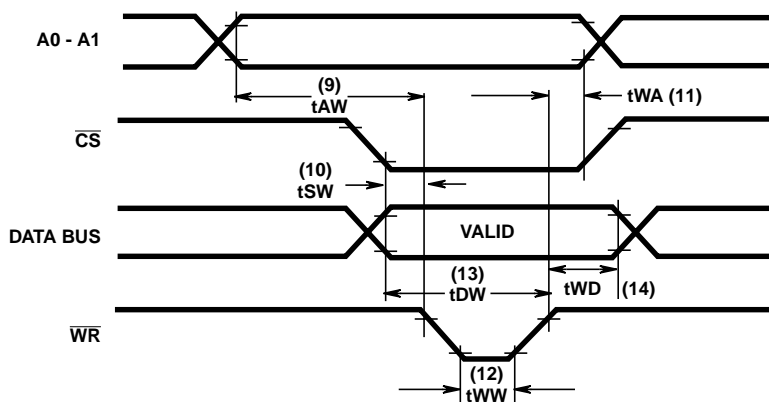 A0 - A1
(9)
tAW
tWA (11)
CS
(10)
tSW
DATA BUS
VALID
(13)
tDW
tWD (14)
WR
(12)
tWW